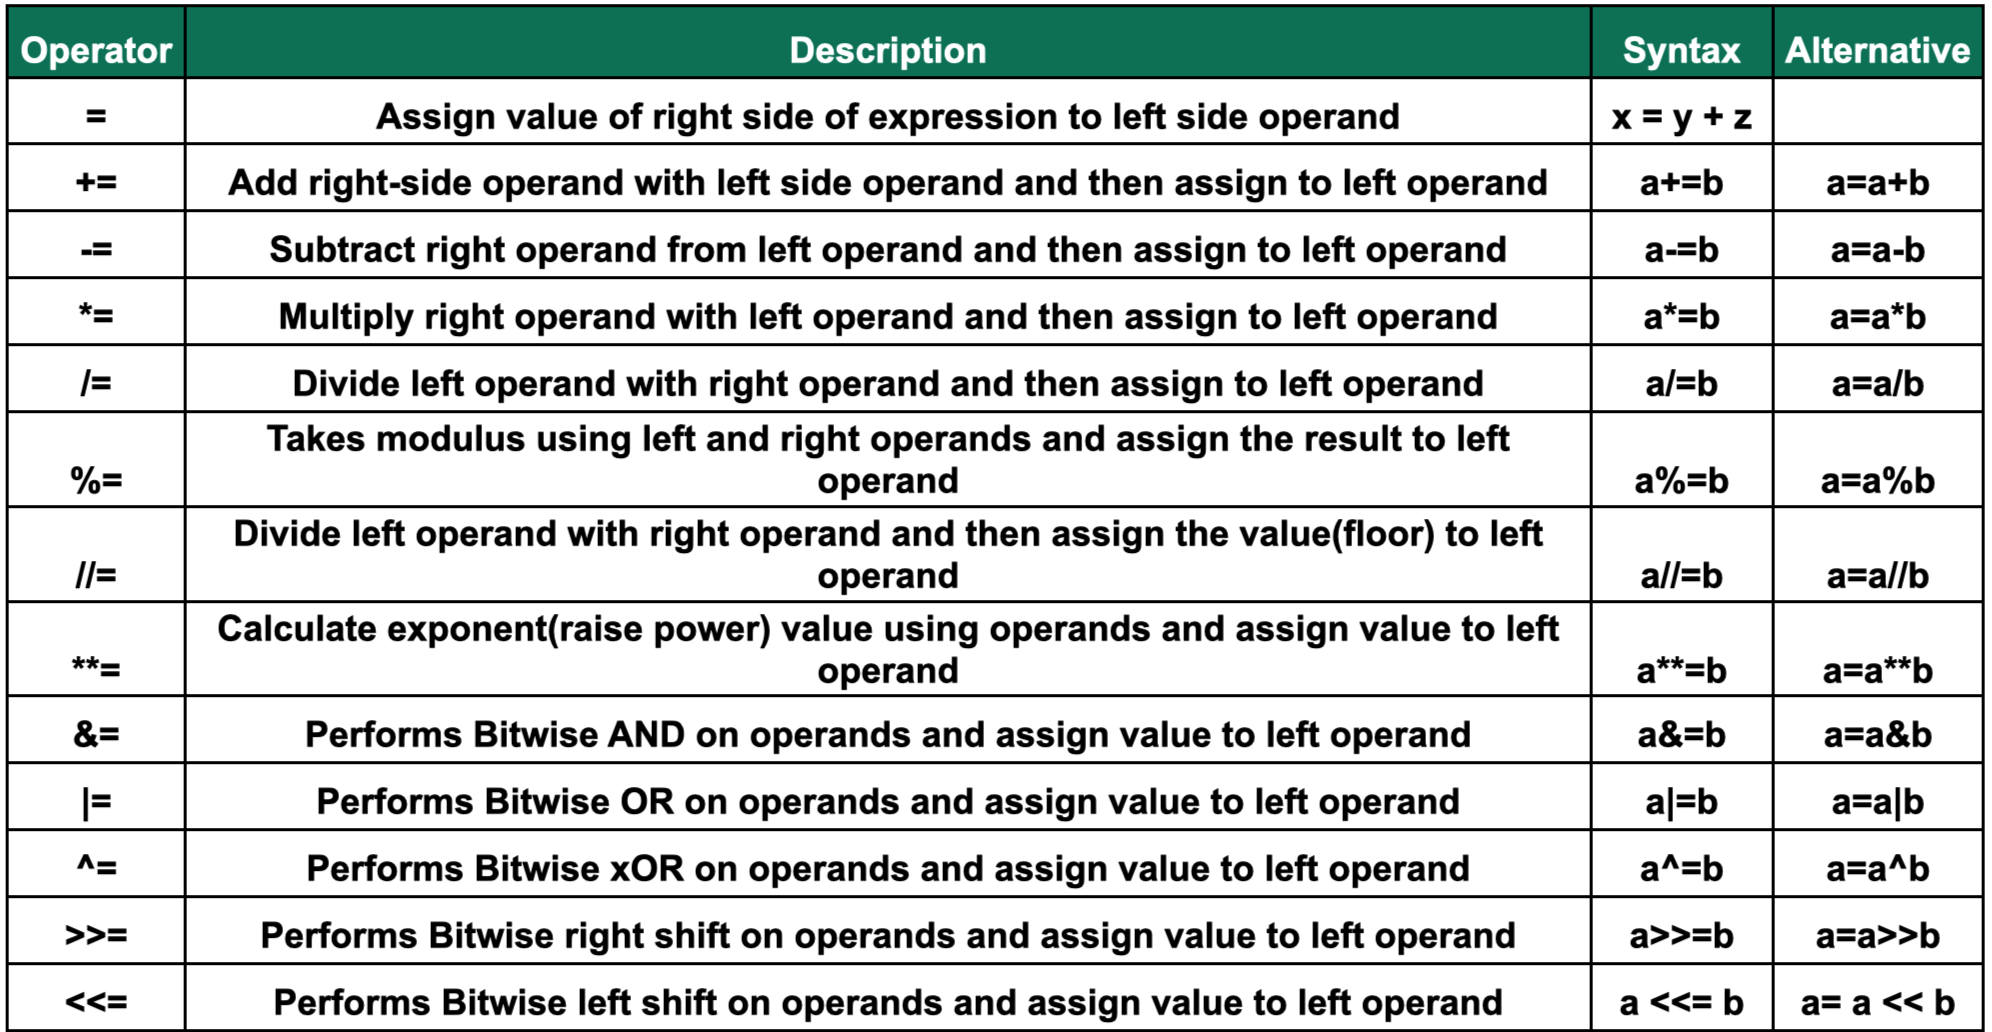 Operator Description Syntax Alternative
= Assign value of right side of expression to left side operand x = y + z
+= Add right-side operand with left side operand and then assign to left operand a+=b a=a+b
-= Subtract right operand from left operand and then assign to left operand a-=b a=a-b
*= Multiply right operand with left operand and then assign to left operand a*=b a=a*b
/= Divide left operand with right operand and then assign to left operand a/=b a=a/b
Takes modulus using left and right operands and assign the result to left
%= operand a%=b a=a%b
Divide left operand with right operand and then assign the value(floor) to left
//= operand a//=b a=a//b
Calculate exponent(raise power) value using operands and assign value to left
**= operand a**=b a=a**b
&= Performs Bitwise AND on operands and assign value to left operand a&=b a=a&b
|= Performs Bitwise OR on operands and assign value to left operand a|=b a=a|b
^= Performs Bitwise xOR on operands and assign value to left operand a^=b a=a^b
>>= Performs Bitwise right shift on operands and assign value to left operand a>>=b a=a>>b
<<= Performs Bitwise left shift on operands and assign value to left operand a <<= b a= a << b